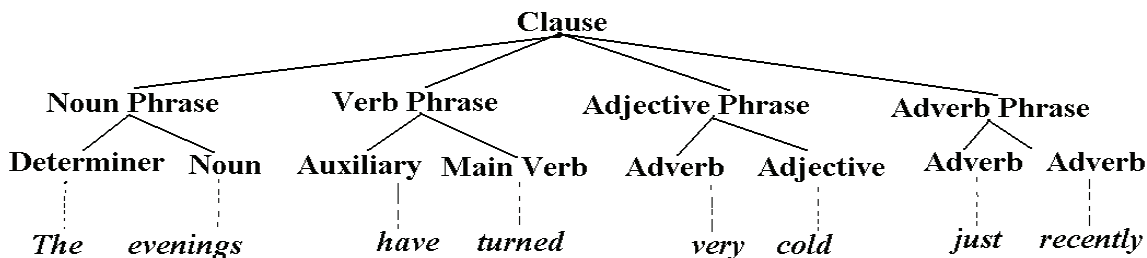 Clause
Noun Phrase Verb Phrase Adjective Phrase Adverb Phrase
Determiner Noun Auxiliary Main Verb Adverb Adjective Adverb Adverb
The evenings have turned very cold just recently